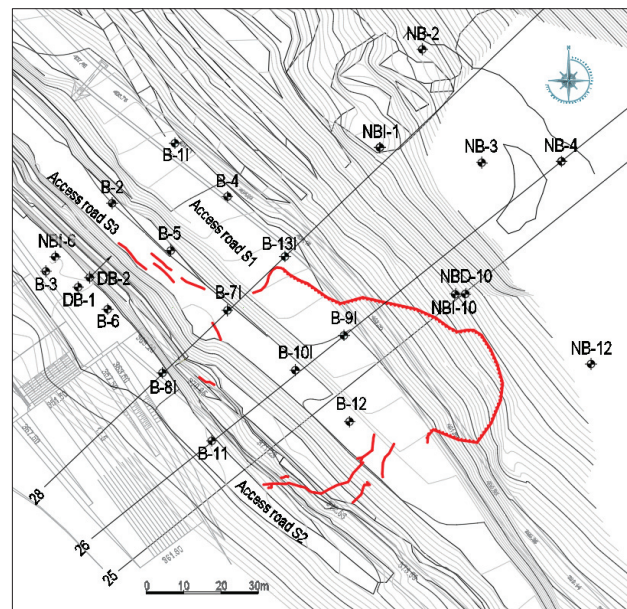 N
NB-2
NBI-1
NB-3
NB-4
B-1I
B-2
B-4
Access road S3
Access road S1
B-5
B-13I
NBI-6
B-3
DB-2
DB-1
B-6
B-7I
NBD-10
NBI-10
B-9I
NB-12
B-8I
B-10I
B-12
B-11
Access road S2
28
26
25
361.80
0 10 20 30m